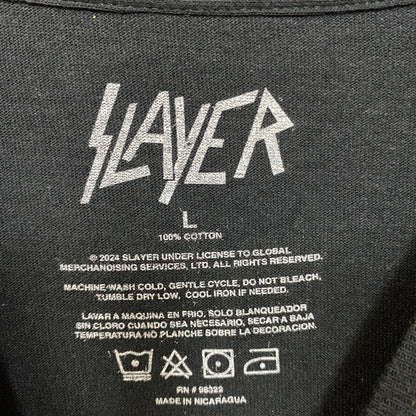 SLAYER
L
100% COTTON
© 2024 SLAYER UNDER LICENSE TO GLOBAL
MERCHANDISING SERVICES, LTD. ALL RIGHTS RESERVED.
MACHINE WASH COLD, GENTLE CYCLE, DO NOT BLEACH,
TUMBLE DRY LOW. COOL IRON IF NEEDED.
LAVAR A MAQUINA EN FRIO, SOLO BLANQUEADOR
SIN CLORO CUANDO SEA NECESARIO, SECAR A BAJA
TEMPERATURA NO PLANCHE SOBRE LA DECORACION.
RN # 98322
MADE IN NICARAGUA